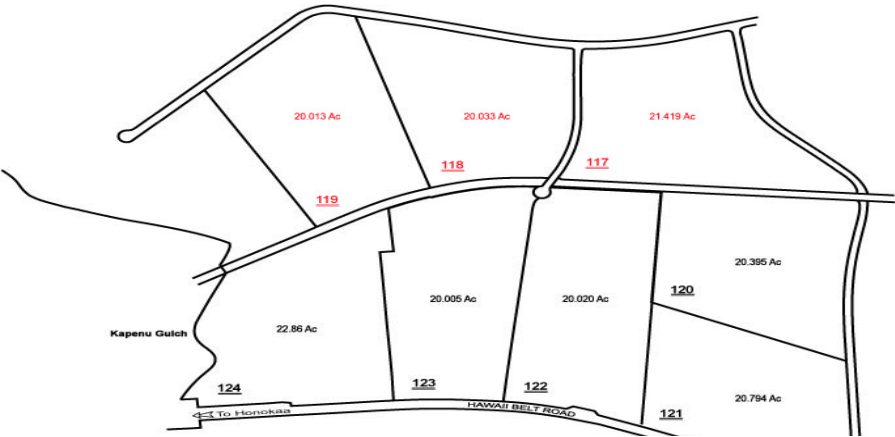 20.013 Ac
20.033 Ac
21.419 Ac
118
117
119
20.395 Ac
120
20.005 Ac
20.020 Ac
22.86 Ac
Kapenu Gulch
124
123
122
20.794 Ac
121
HAWAII BELT ROAD
To Honokaa